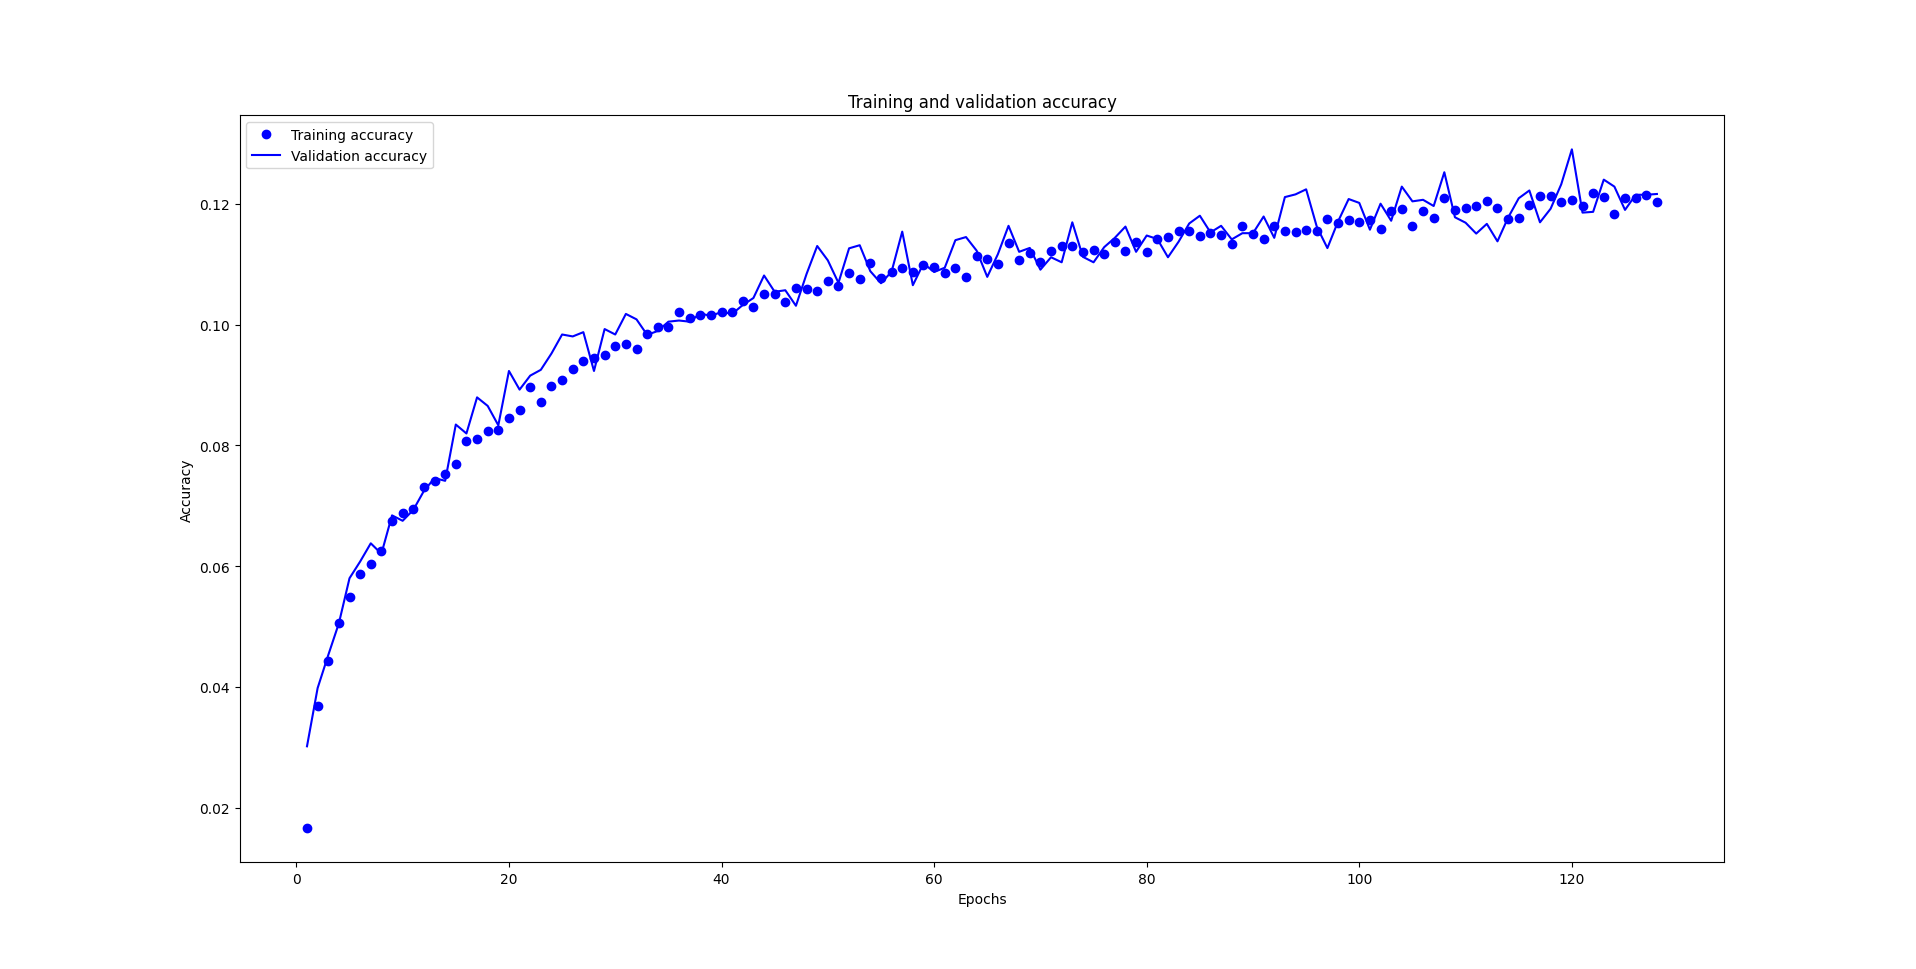 Training and validation accuracy
Training accuracy
Validation accuracy
0.12
0.10
0.08
0.06
0.04
0.02
Accuracy
0 20 40 60 80 100 120
Epochs